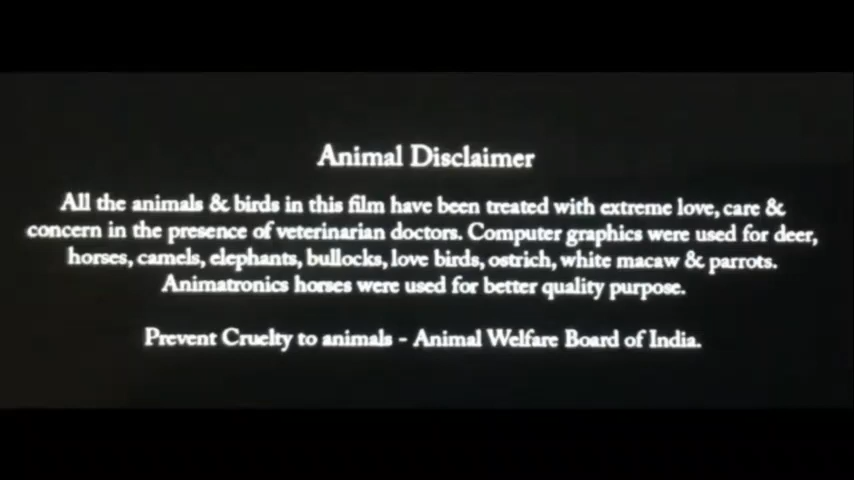 Animal Disclaimer
All the animals & birds in this film have been treated with extreme love, care &
concern in the presence of veterinarian doctors. Computer graphics were used for deer,
horses, camels, elephants, bullocks, love birds, ostrich, white macaw & parrots.
Animatronics horses were used for better quality purpose.
Prevent Cruelty to animals - Animal Welfare Board of India.